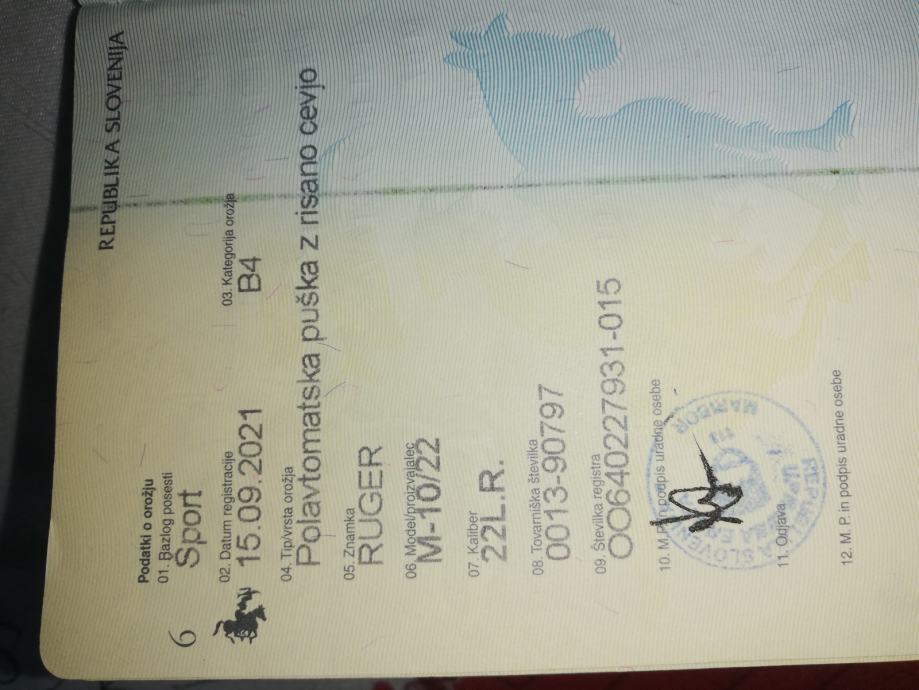 REPUBLIKA SLOVENIJA
6
Podatki o orožju
01. Bazlog posesti
Sport
02. Datum registracije
15.09.2021
03. Kategorija orožja
B4
04. Tip/vrsta orožja
Polavtomatska puška z risano cevjo
05. Znamka
RUGER
06. Model/proizvajalec
M-10/22
07. Kaliber
22L.R.
08. Tovarniška številka
0013-90797
09. Številka registra
OO640227931-015
10. M.P. podpis uradne osebe
MARIBOR
11. Odjava
12. M. P. in podpis uradne osebe